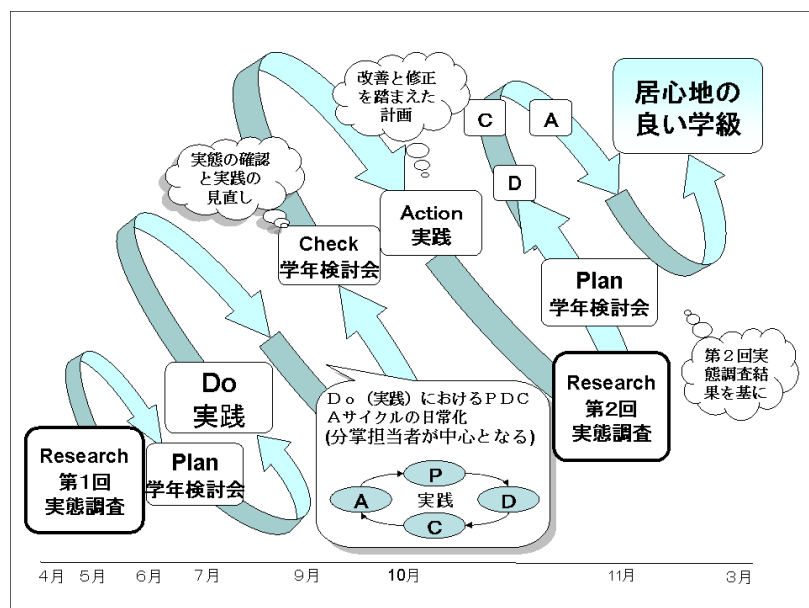 改善と修正
を踏まえた
計画
居心地の
良い学級
C
A
D
実態の確認
と実践の
見直し
Action
実践
Check
学年検討会
Plan
学年検討会
第２回実
態調査結
果を基に
Do
実践
Ｄｏ（実践）におけるＰＤＣ
Ａサイクルの日常化
(分掌担当者が中心となる)
P
A
実践
D
C
Research
第2回
実態調査
Research
第1回
実態調査
Plan
学年検討会
4月
5月
6月
7月
9月
10月
11月
3月